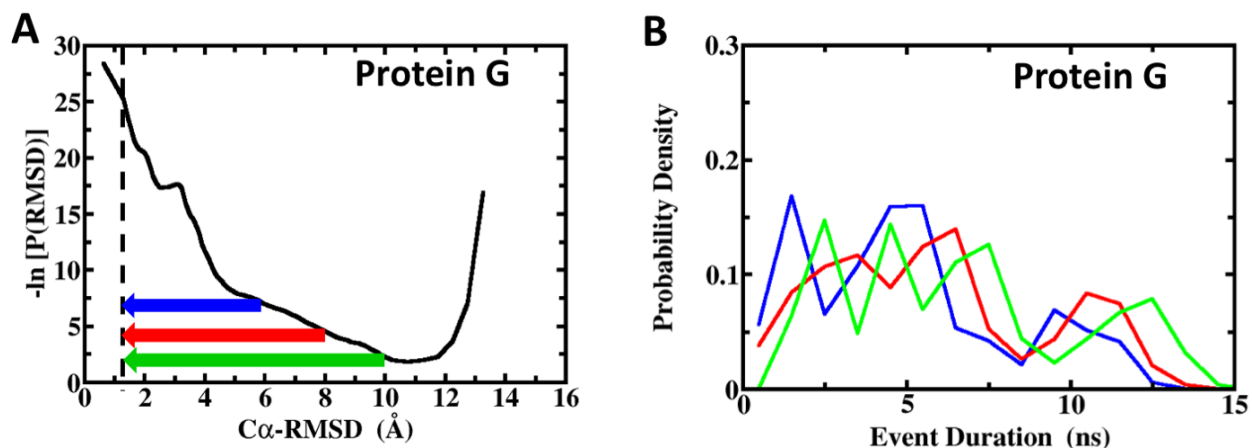 A
Protein G
-ln [P(RMSD)]
30
25
20
15
10
5
0
2 4 6 8 10 12 14 16
Cα-RMSD (Å)
B
Protein G
Probability Density
0.3
0.2
0.1
0
0 5 10 15
Event Duration (ns)